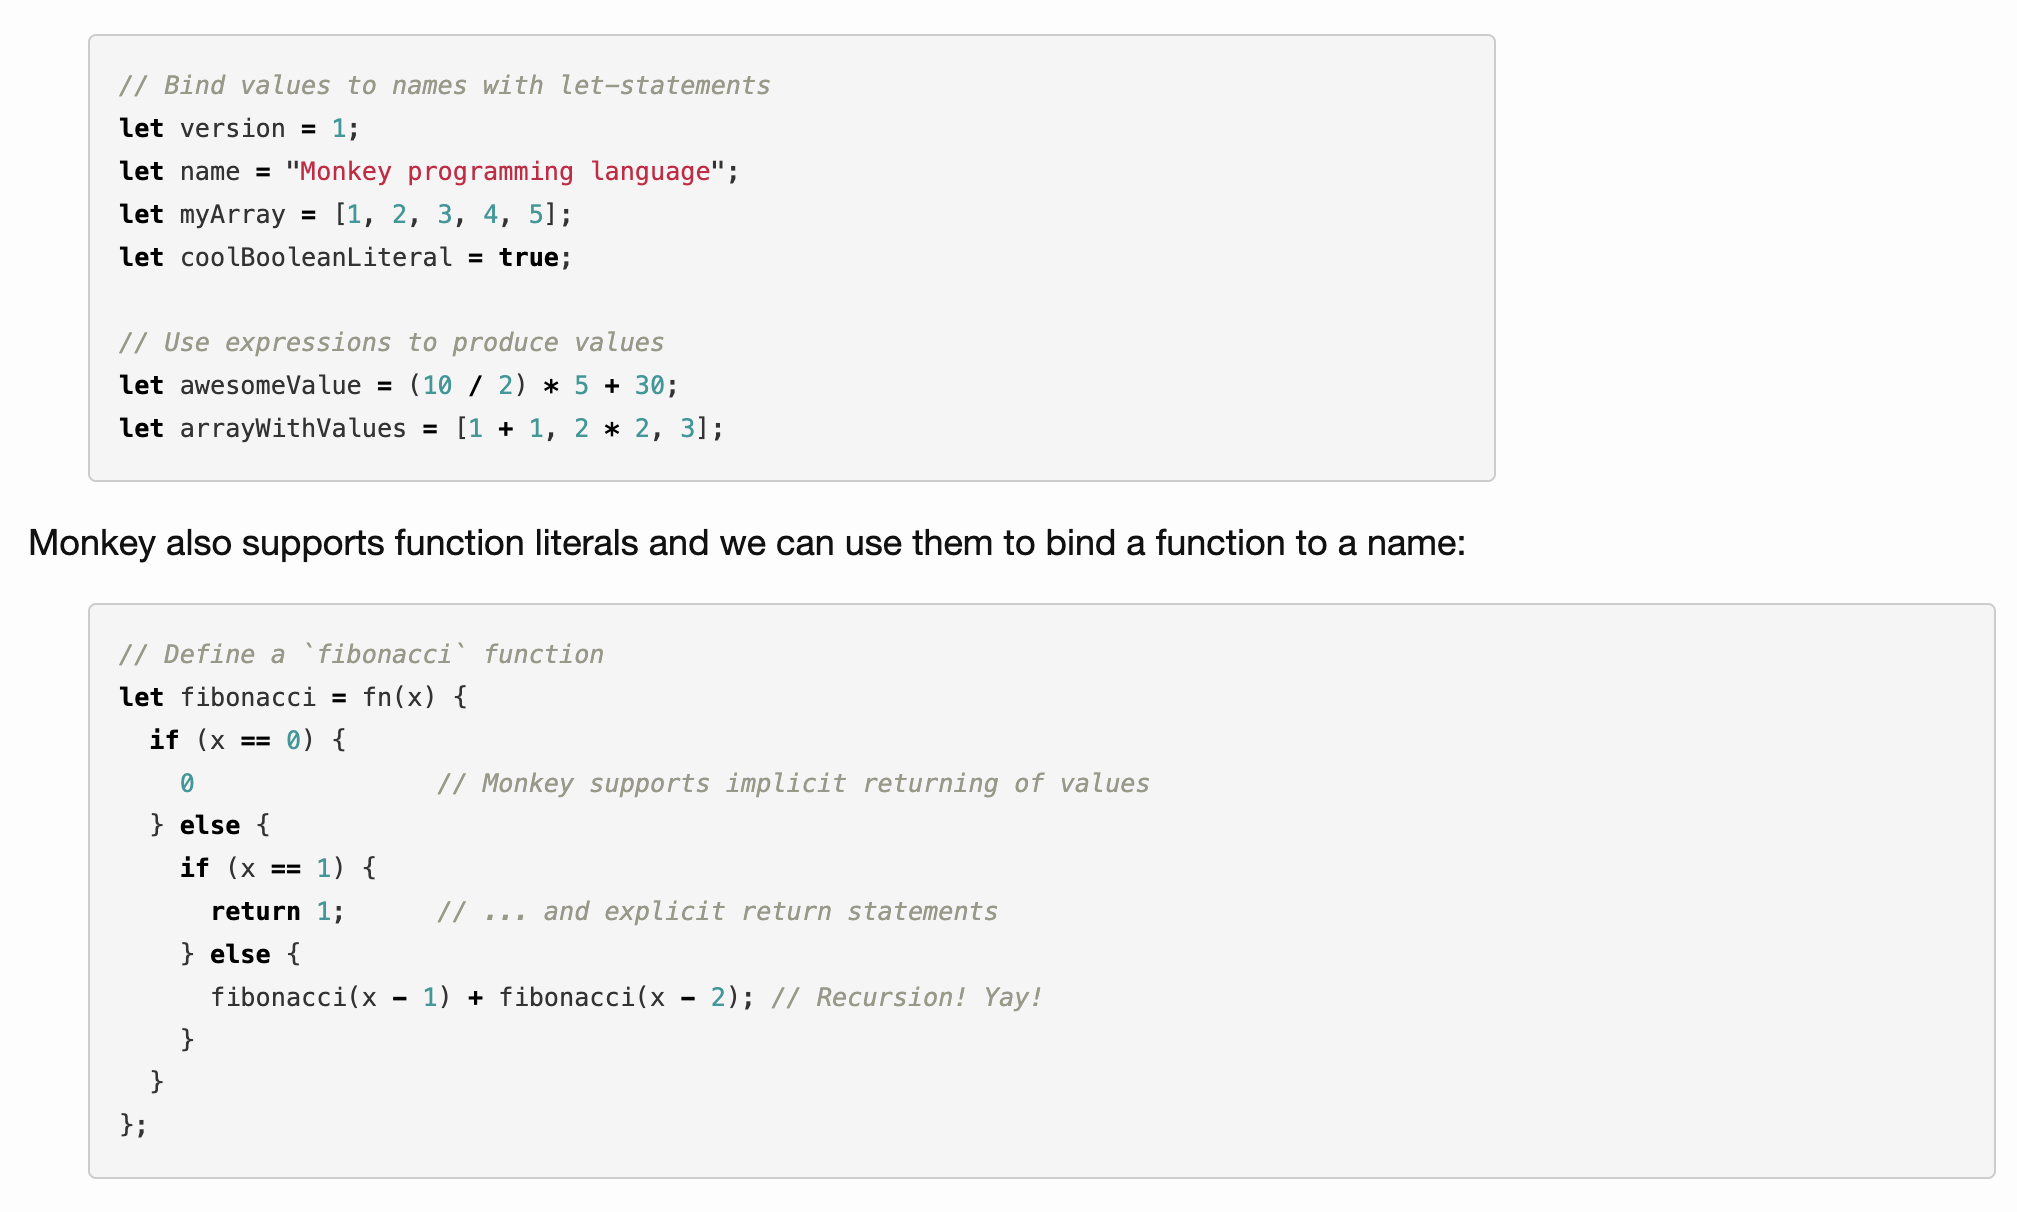 // Bind values to names with let-statements
let version = 1;
let name = "Monkey programming language";
let myArray = [1, 2, 3, 4, 5];
let coolBooleanLiteral = true;

// Use expressions to produce values
let awesomeValue = (10 / 2) * 5 + 30;
let arrayWithValues = [1 + 1, 2 * 2, 3];

Monkey also supports function literals and we can use them to bind a function to a name:

// Define a `fibonacci` function
let fibonacci = fn(x) {
  if (x == 0) {
    0                // Monkey supports implicit returning of values
  } else {
    if (x == 1) {
      return 1;      // ... and explicit return statements
    } else {
      fibonacci(x - 1) + fibonacci(x - 2); // Recursion! Yay!
    }
  }
};